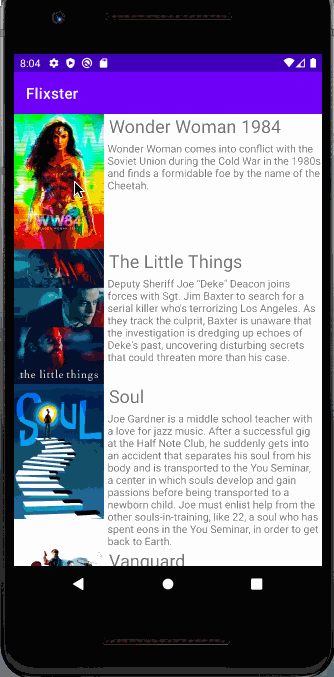 8:04
Flixster
Wonder Woman 1984
Wonder Woman comes into conflict with the
Soviet Union during the Cold War in the 1980s
and finds a formidable foe by the name of the
Cheetah.
WW84
The Little Things
Deputy Sheriff Joe "Deke" Deacon joins
forces with Sgt. Jim Baxter to search for a
serial killer who's terrorizing Los Angeles. As
they track the culprit, Baxter is unaware that
the investigation is dredging up echoes of
Deke's past, uncovering disturbing secrets
that could threaten more than his case.
the little things
Soul
Joe Gardner is a middle school teacher with
a love for jazz music. After a successful gig
at the Half Note Club, he suddenly gets into
an accident that separates his soul from his
body and is transported to the You Seminar,
a center in which souls develop and gain
passions before being transported to a
newborn child. Joe must enlist help from the
other souls-in-training, like 22, a soul who has
spent eons in the You Seminar, in order to get
back to Earth.
SOUL
Vanguard